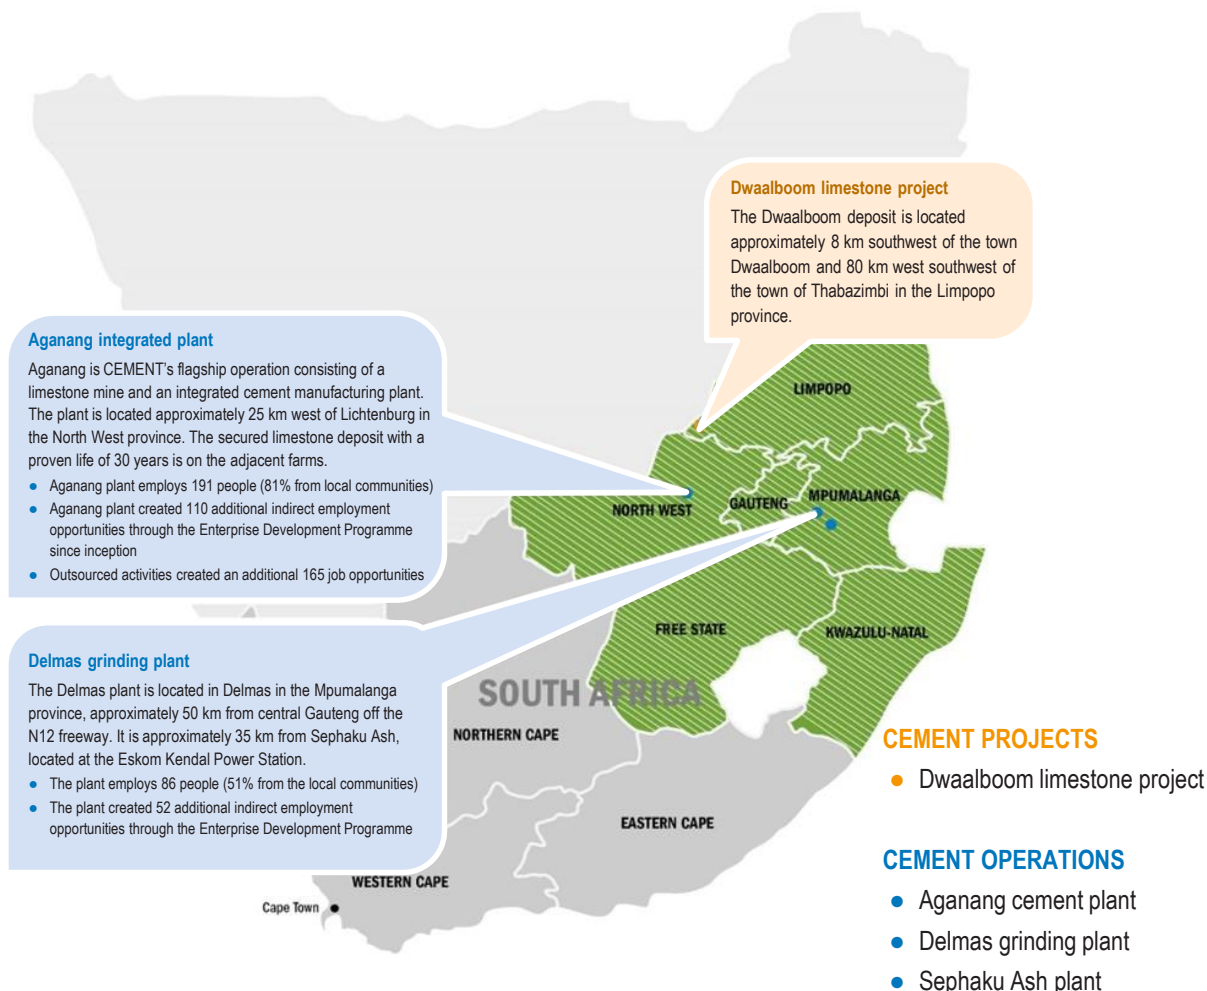 Dwaalboom limestone project
The Dwaalboom deposit is located
approximately 8 km southwest of the town
Dwaalboom and 80 km west southwest of
the town of Thabazimbi in the Limpopo
province.
Aganang integrated plant
Aganang is CEMENT's flagship operation consisting of a
limestone mine and an integrated cement manufacturing plant.
The plant is located approximately 25 km west of Lichtenburg in
the North West province. The secured limestone deposit with a
proven life of 30 years is on the adjacent farms.
● Aganang plant employs 191 people (81% from local communities)
● Aganang plant created 110 additional indirect employment
opportunities through the Enterprise Development Programme
since inception
● Outsourced activities created an additional 165 job opportunities
LIMPOPO
NORTH WEST
GAUTENG
MPUMALANGA
FREE STATE
KWAZULU-NATAL
Delmas grinding plant
The Delmas plant is located in Delmas in the Mpumalanga
province, approximately 50 km from central Gauteng off the
N12 freeway. It is approximately 35 km from Sephaku Ash,
located at the Eskom Kendal Power Station.
● The plant employs 86 people (51% from the local communities)
● The plant created 52 additional indirect employment
opportunities through the Enterprise Development Programme
SOUTH AFRICA
NORTHERN CAPE
EASTERN CAPE
WESTERN CAPE
Cape Town
CEMENT PROJECTS
● Dwaalboom limestone project
CEMENT OPERATIONS
● Aganang cement plant
● Delmas grinding plant
● Sephaku Ash plant